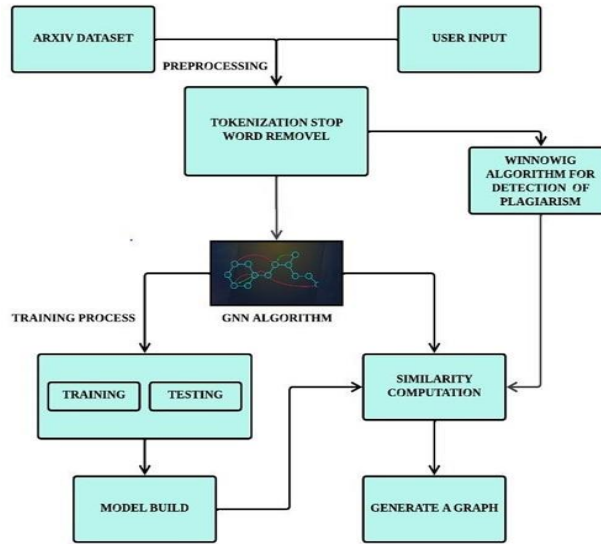 ARXIV DATASET
USER INPUT
PREPROCESSING
TOKENIZATION STOP
WORD REMOVEL
WINNOWIG
ALGORITHM FOR
DETECTION OF
PLAGIARISM
GNN ALGORITHM
TRAINING PROCESS
TRAINING
TESTING
SIMILARITY
COMPUTATION
MODEL BUILD
GENERATE A GRAPH